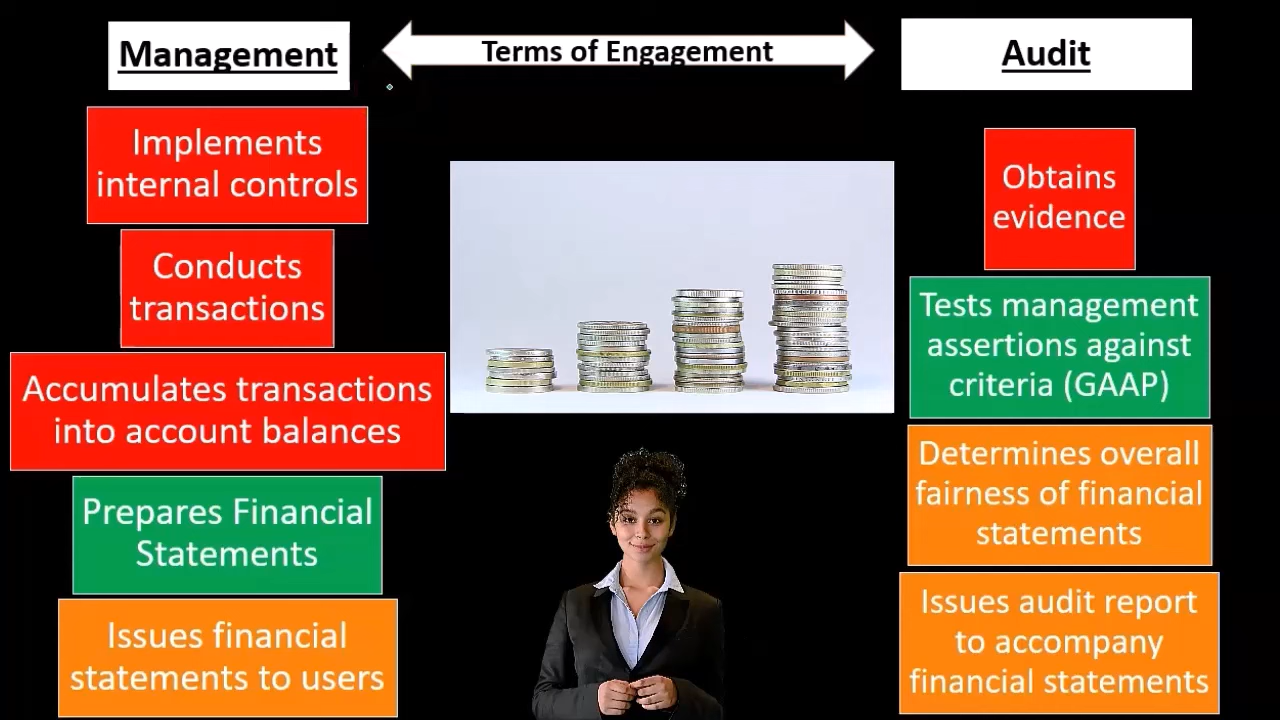 Management
Terms of Engagement
Audit
Implements
internal controls
Conducts
transactions
Accumulates transactions
into account balances
Prepares Financial
Statements
Issues financial
statements to users
Obtains
evidence
Tests management
assertions against
criteria (GAAP)
Determines overall
fairness of financial
statements
Issues audit report
to accompany
financial statements